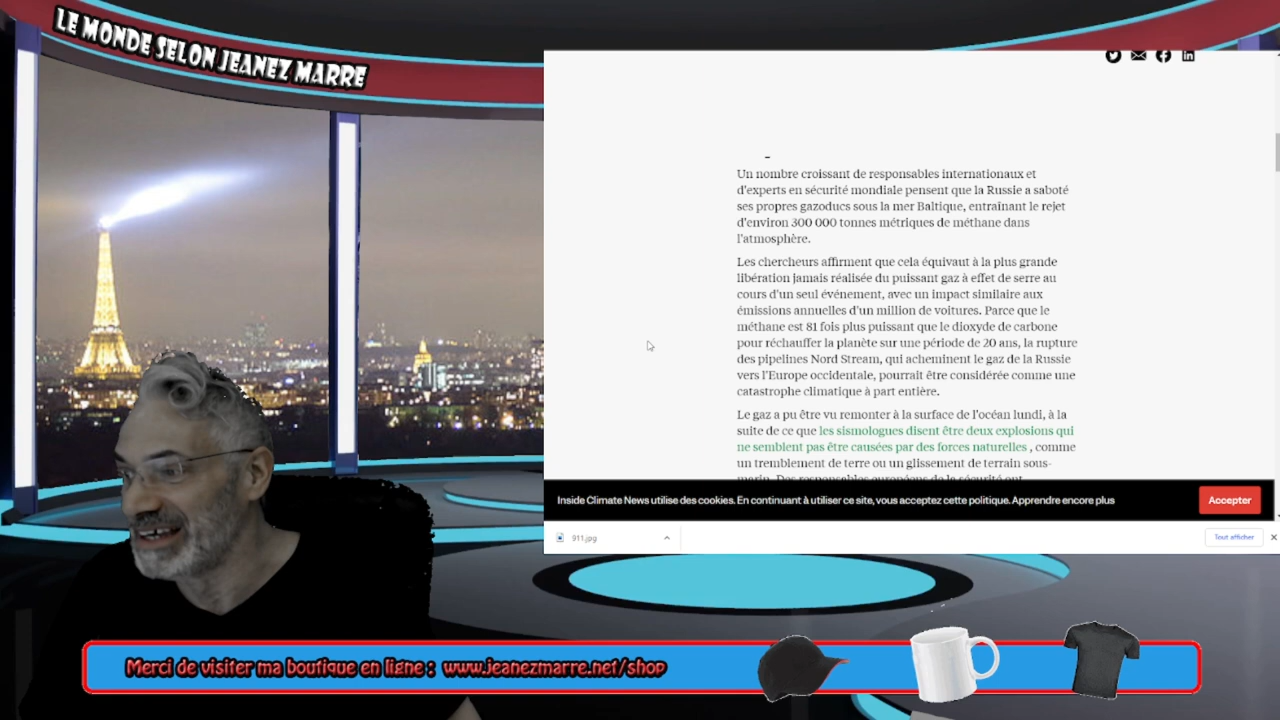 LE MONDE SELON JEANEZ MARRE
Un nombre croissant de responsables internationaux et
d'experts en sécurité mondiale pensent que la Russie a saboté
ses propres gazoducs sous la mer Baltique, entraînant le rejet
d'environ 300 000 tonnes métriques de méthane dans
l'atmosphère.
Les chercheurs affirment que cela équivaut à la plus grande
libération jamais réalisée du puissant gaz à effet de serre au
cours d'un seul événement, avec un impact similaire aux
émissions annuelles d'un million de voitures. Parce que le
méthane est 81 fois plus puissant que le dioxyde de carbone
pour réchauffer la planète sur une période de 20 ans, la rupture
des pipelines Nord Stream, qui acheminent le gaz de la Russie
vers l'Europe occidentale, pourrait être considérée comme une
catastrophe climatique à part entière.
Le gaz a pu être vu remonter à la surface de l'océan lundi, à la
suite de ce que les sismologues disent être deux explosions qui
ne semblent pas être causées par des forces naturelles , comme
un tremblement de terre ou un glissement de terrain sous-
marin. Des responsables européens de la sécurité ont
Inside Climate News utilise des cookies. En continuant à utiliser ce site, vous acceptez cette politique. Apprendre encore plus
Accepter
911.jpg
Tout afficher
Merci de visiter ma boutique en ligne : www.jeanezmarre.net/shop